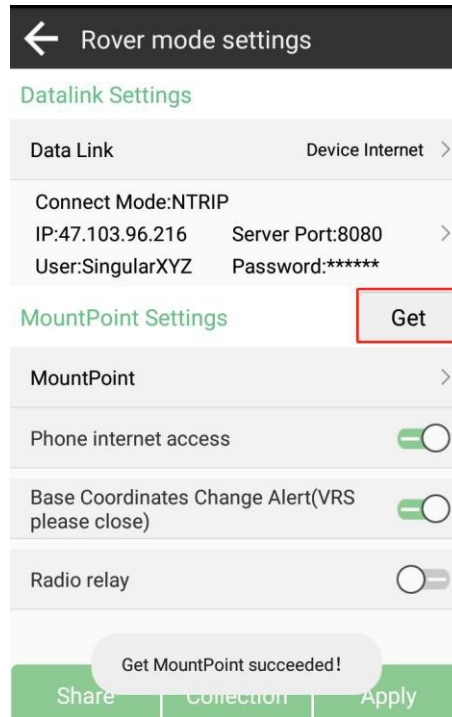 Rover mode settings
Datalink Settings
Data Link Device Internet
Connect Mode:NTRIP
IP:47.103.96.216 Server Port:8080
User:SingularXYZ Password:******
MountPoint Settings Get
MountPoint
Phone internet access
Base Coordinates Change Alert(VRS
please close)
Radio relay
Get MountPoint succeeded!
Share Collection Apply